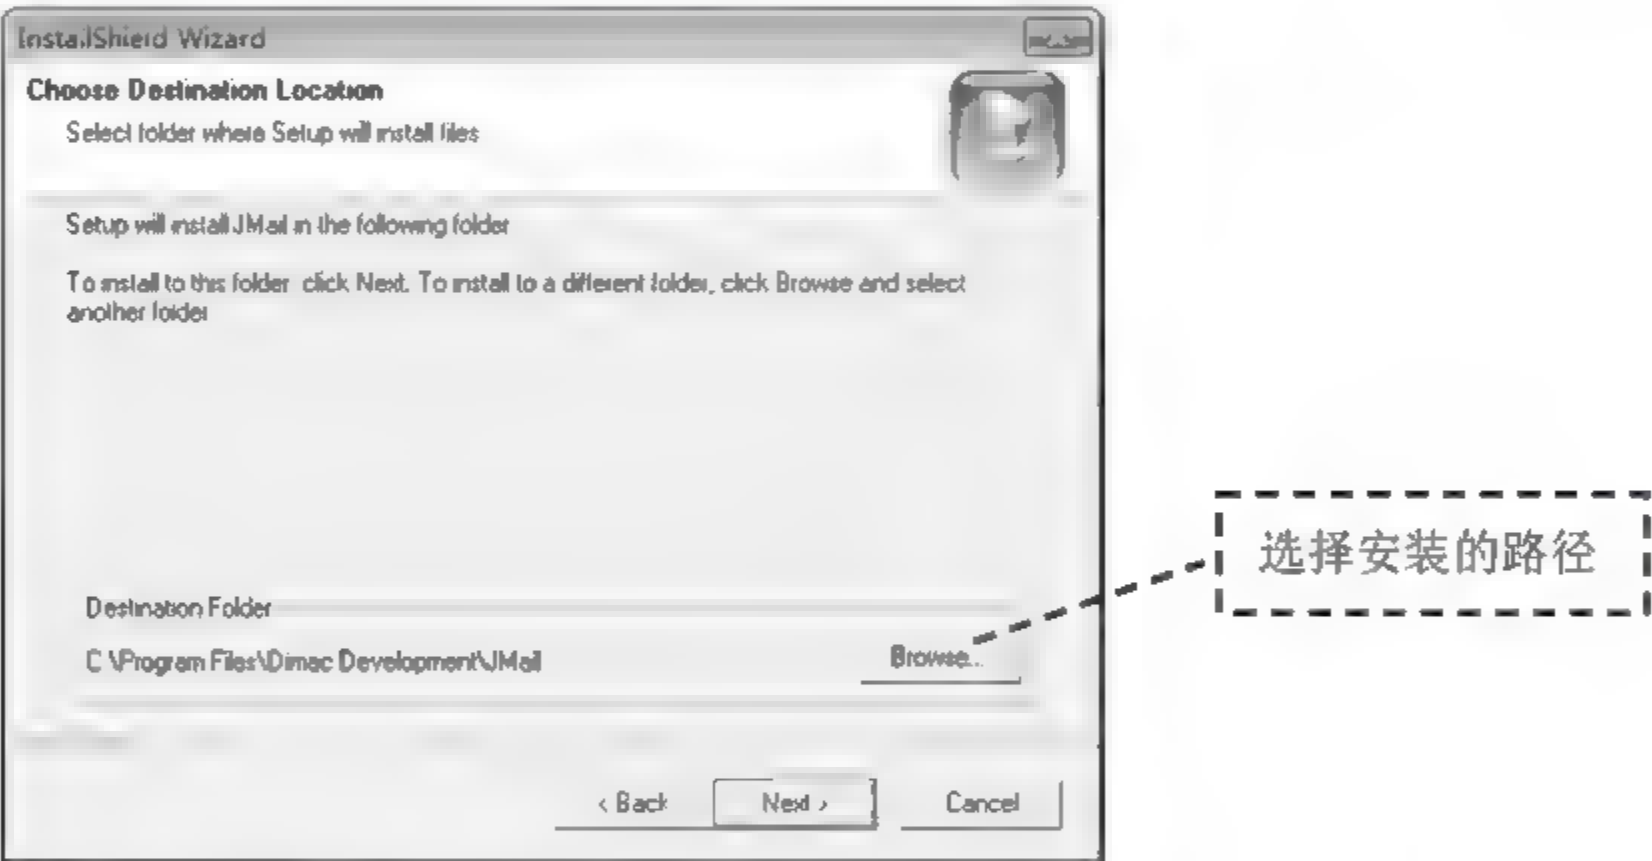 InstallShield Wizard
Choose Destination Location
Select folder where Setup will install files
Setup will install JMail in the following folder
To install to this folder click Next. To install to a different folder, click Browse and select
another folder
选择安装的路径
Destination Folder
C \Program Files\Dimac Development\JMail
Browse...
< Back
Next >
Cancel